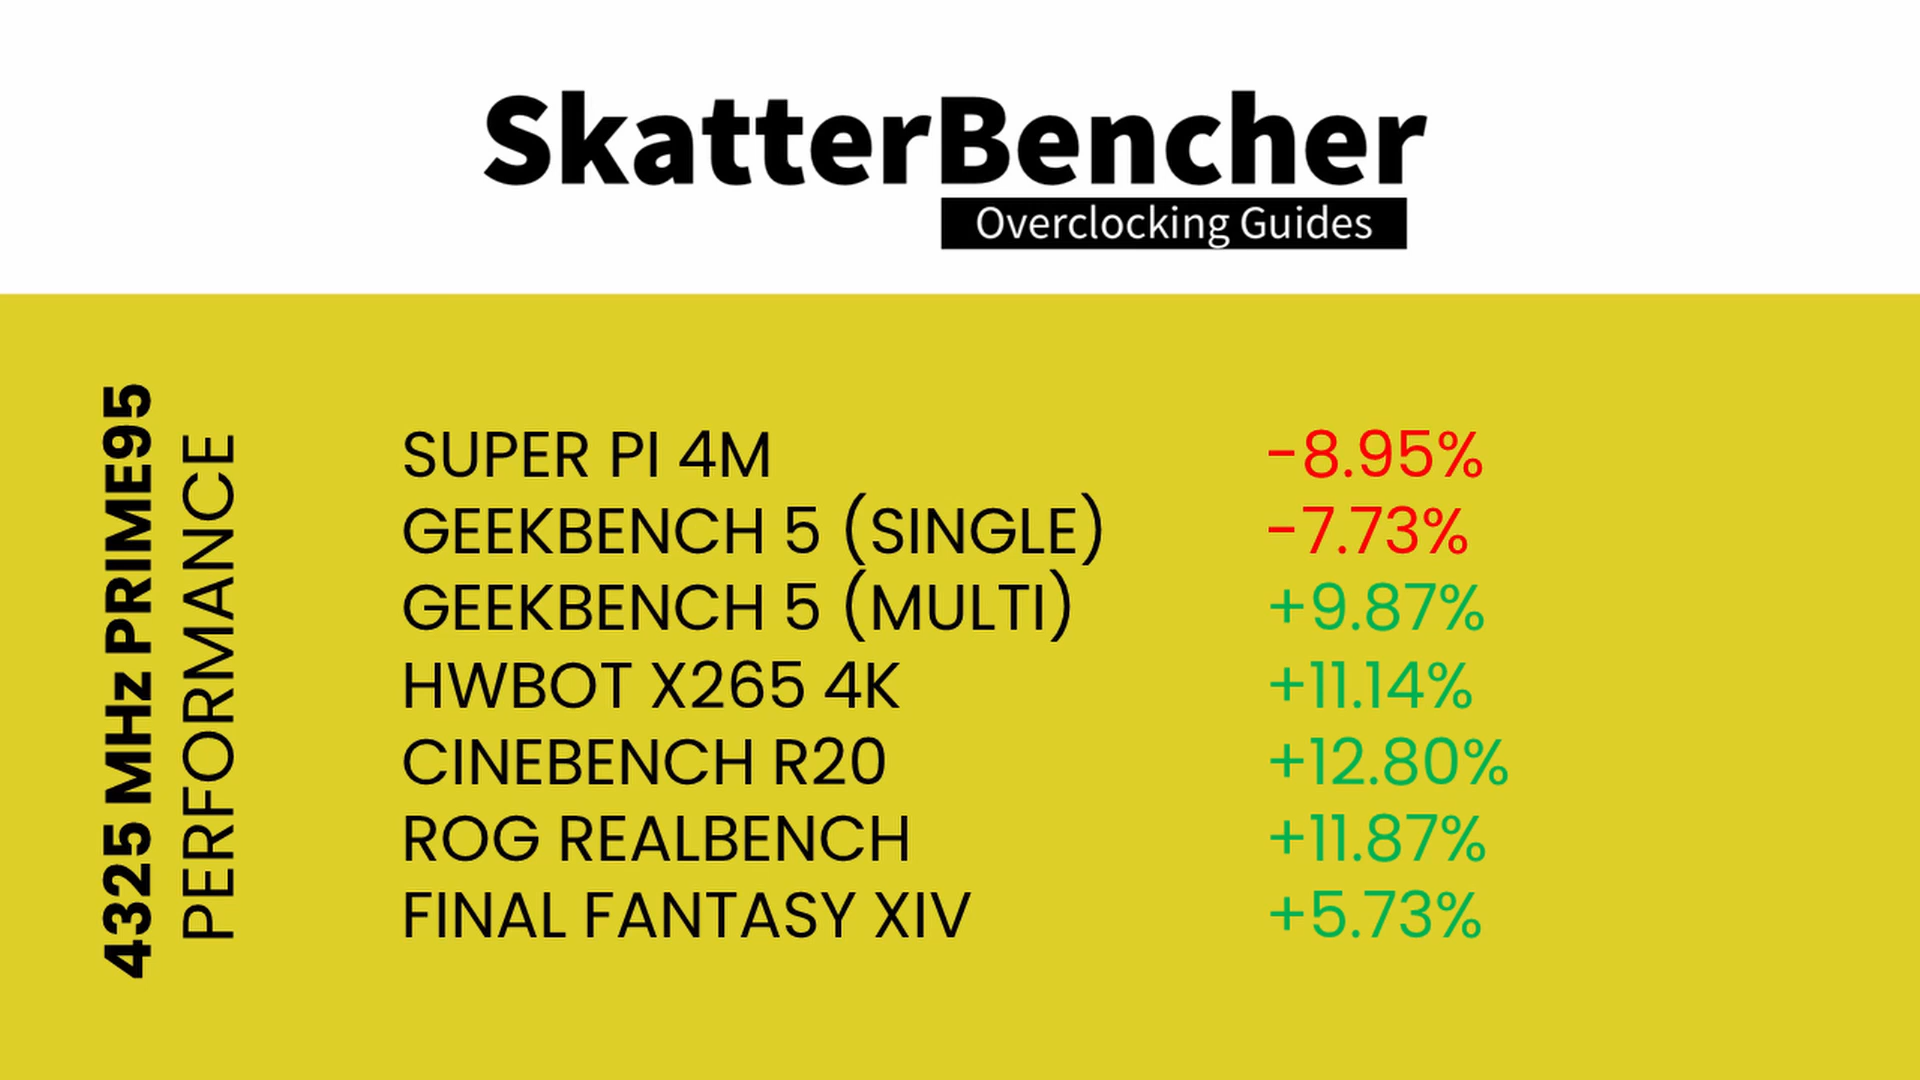 SkatterBencher
Overclocking Guides
4325 MHz PRIME95
PERFORMANCE
SUPER PI 4M -8.95%
GEEKBENCH 5 (SINGLE) -7.73%
GEEKBENCH 5 (MULTI) +9.87%
HWBOT X265 4K +11.14%
CINEBENCH R20 +12.80%
ROG REALBENCH +11.87%
FINAL FANTASY XIV +5.73%